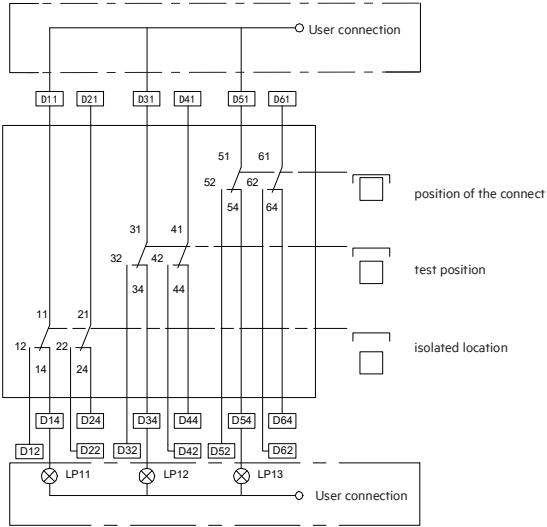 User connection
D11 D21 D31 D41 D51 D61
51 61
52 62 position of the connect
54 64
31 41
32 42 test position
34 44
11 21
12 22 isolated location
14 24
D14 D24 D34 D44 D54 D64
D12 D22 D32 D42 D52 D62
LP11 LP12 LP13
User connection